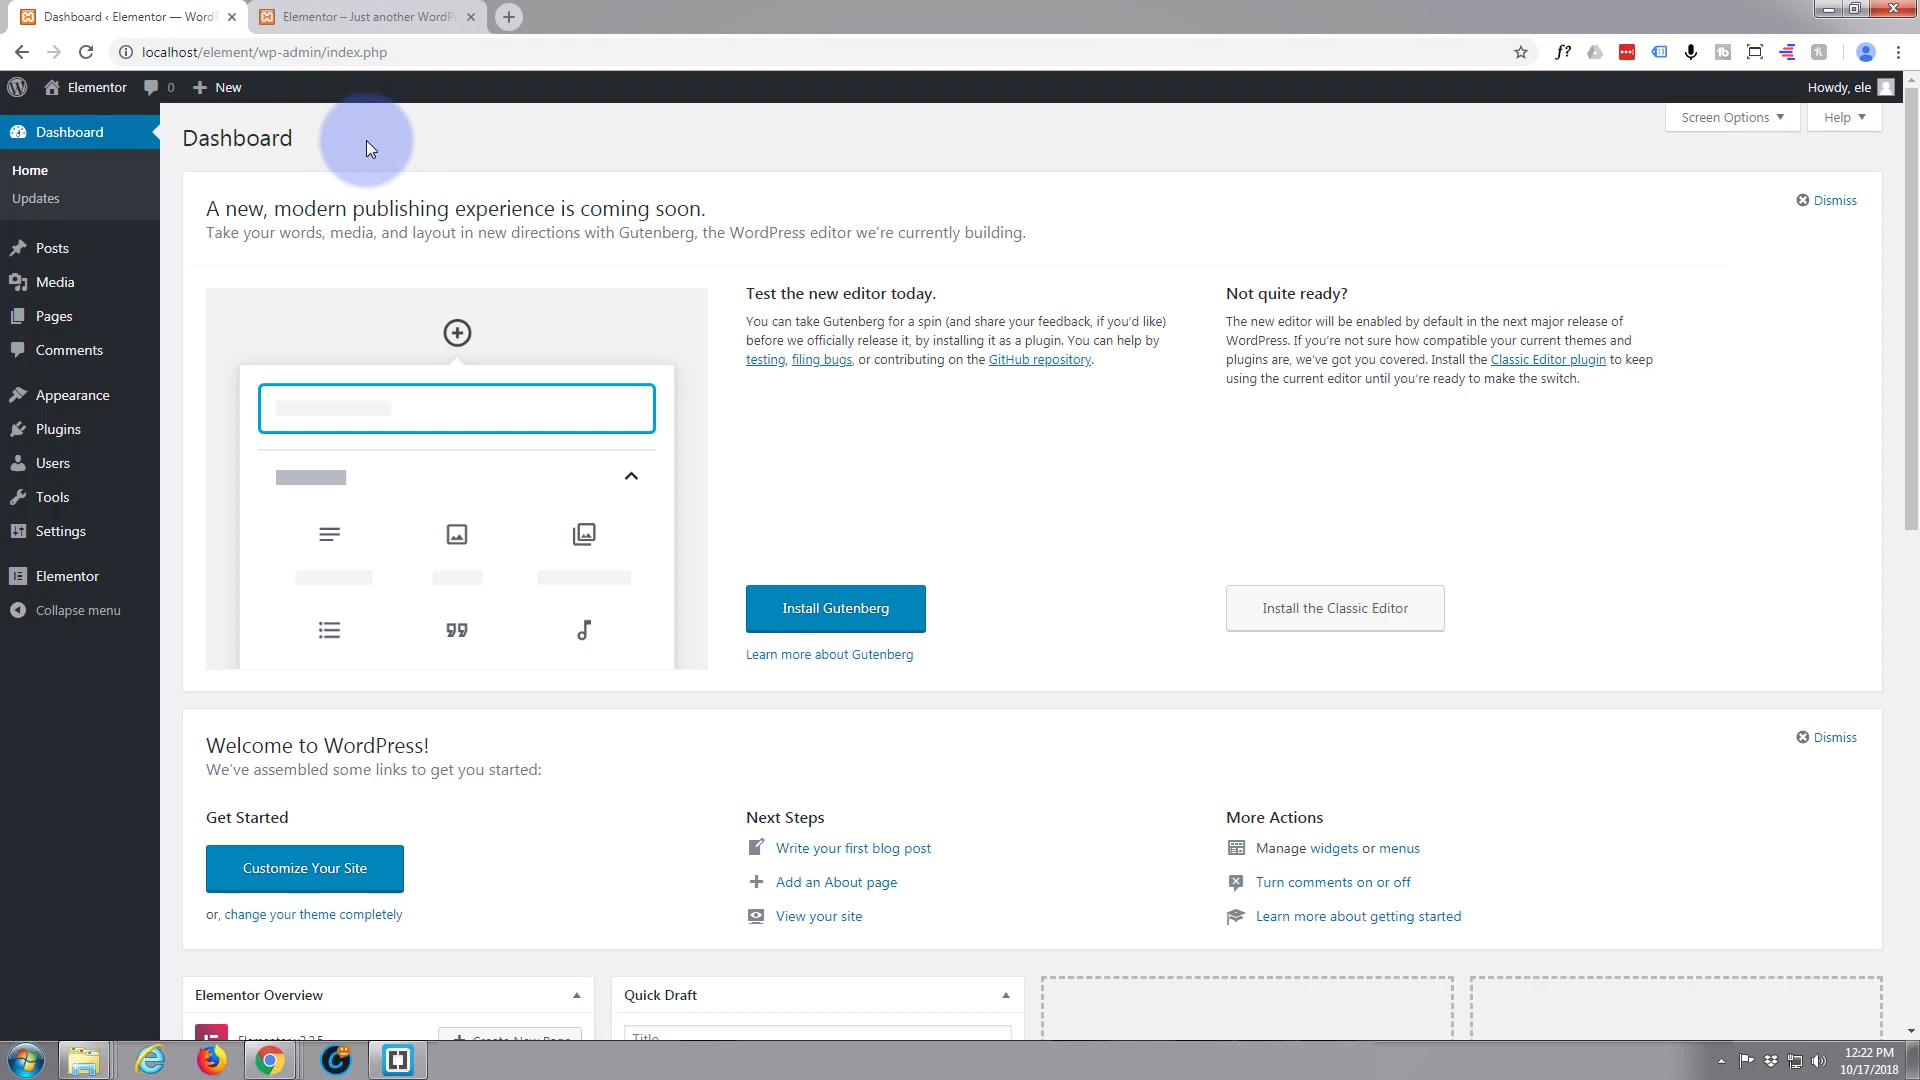 Dashboard ‹ Elementor — Word
Elementor – Just another WordP
localhost/element/wp-admin/index.php
Elementor
0
New
Howdy, ele
Dashboard
Home
Updates
Posts
Media
Pages
Comments
Appearance
Plugins
Users
Tools
Settings
Elementor
Collapse menu
Dashboard
Screen Options
Help
A new, modern publishing experience is coming soon.
Dismiss
Take your words, media, and layout in new directions with Gutenberg, the WordPress editor we're currently building.
Test the new editor today.
You can take Gutenberg for a spin (and share your feedback, if you'd like)
before we officially release it, by installing it as a plugin. You can help by
testing, filing bugs, or contributing on the GitHub repository.
Install Gutenberg
Learn more about Gutenberg
Not quite ready?
The new editor will be enabled by default in the next major release of
WordPress. If you're not sure how compatible your current themes and
plugins are, we've got you covered. Install the Classic Editor plugin to keep
using the current editor until you're ready to make the switch.
Install the Classic Editor
Welcome to WordPress!
Dismiss
We've assembled some links to get you started:
Get Started
Customize Your Site
or, change your theme completely
Next Steps
Write your first blog post
Add an About page
View your site
More Actions
Manage widgets or menus
Turn comments on or off
Learn more about getting started
Elementor Overview
Elementor v2.2.5
Create New Page
Quick Draft
Title
12:22 PM
10/17/2018